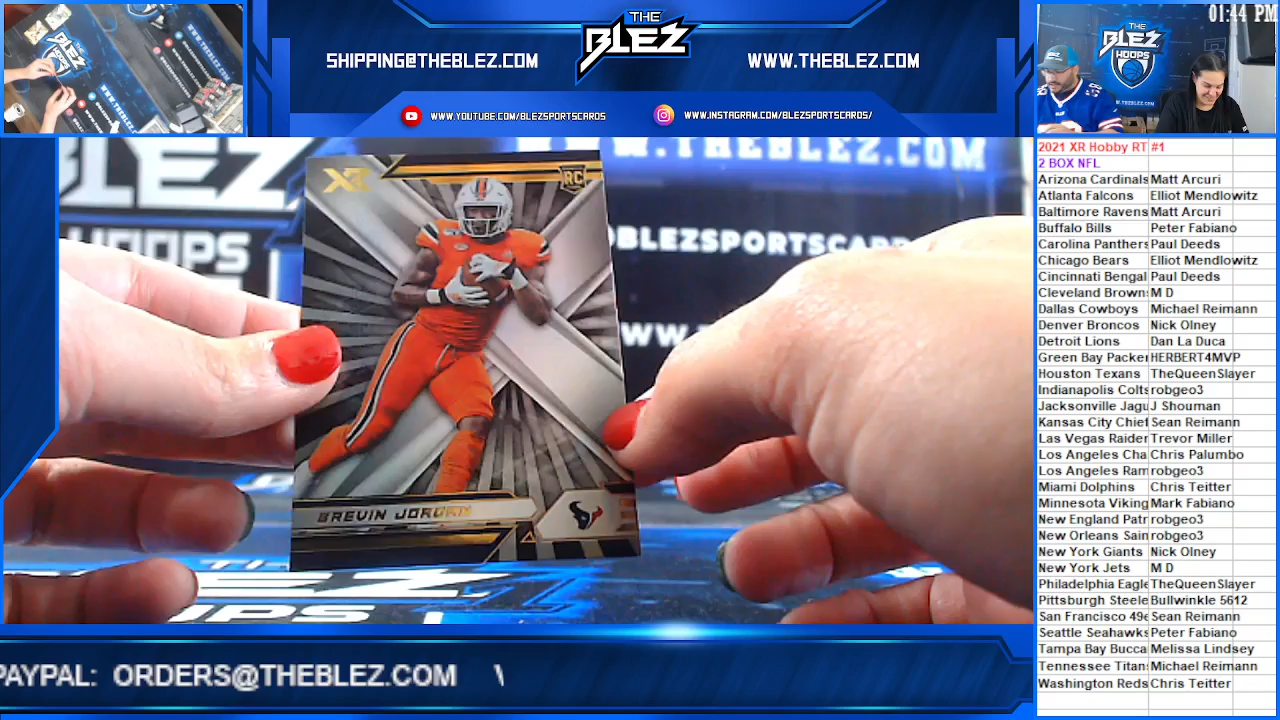 01:44 PM
THE
BLEZ
SHIPPING@THEBLEZ.COM
WWW.THEBLEZ.COM
WWW.YOUTUBE.COM/BLEZSPORTSCARDS
WWW.INSTAGRAM.COM/BLEZSPORTSCARDS/
THE
BLEZ
HOOPS
W.THEBLEZ.COM
2021 XR Hobby RT #1
2 BOX NFL
Arizona Cardinals Matt Arcuri
Atlanta Falcons Elliot Mendlowitz
Baltimore Ravens Matt Arcuri
Buffalo Bills Peter Fabiano
Carolina Panthers Paul Deeds
Chicago Bears Elliot Mendlowitz
Cincinnati Bengal Paul Deeds
Cleveland Browns M D
Dallas Cowboys Michael Reimann
Denver Broncos Nick Olney
Detroit Lions Dan La Duca
Green Bay Packer HERBERT4MVP
Houston Texans TheQueenSlayer
Indianapolis Colts robgeo3
Jacksonville Jagu J Shouman
Kansas City Chief Sean Reimann
Las Vegas Raider Trevor Miller
Los Angeles Cha Chris Palumbo
Los Angeles Ram robgeo3
Miami Dolphins Chris Teitter
Minnesota Viking Mark Fabiano
New England Patr robgeo3
New Orleans Sain robgeo3
New York Giants Nick Olney
New York Jets M D
Philadelphia Eagle TheQueenSlayer
Pittsburgh Steele Bullwinkle 5612
San Francisco 49e Sean Reimann
Seattle Seahawks Peter Fabiano
Tampa Bay Bucca Melissa Lindsey
Tennessee Titans Michael Reimann
Washington Reds Chris Teitter
W.THEBLEZ.COM
OBLEZSPORTSCAR
XR
RC
BREVIN JORDAN
PAYPAL: ORDERS@THEBLEZ.COM